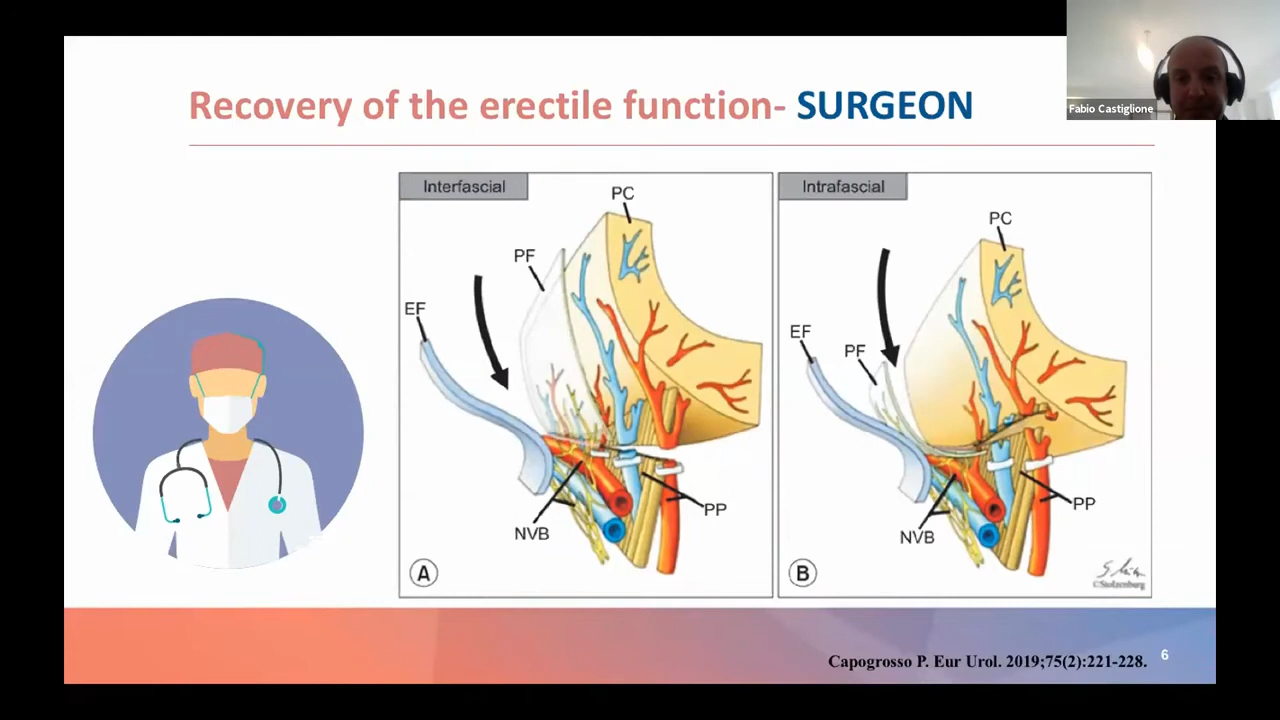 Fabio Castiglione
Recovery of the erectile function- SURGEON
Interfascial
PC
PF
EF
NVB
PP
A
Intrafascial
PC
EF
PF
NVB
PP
B
©Stolzenburg
Capogrosso P. Eur Urol. 2019;75(2):221-228.
6